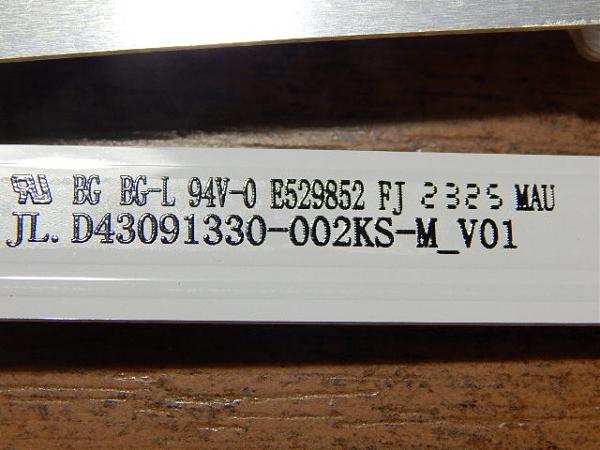 BG BG-L 94V-0 E529852 FJ 2325 MAU
JL. D43091330-002KS-M_V01